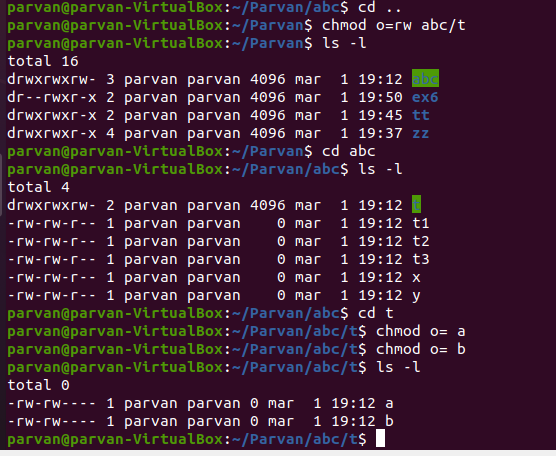 parvan@parvan-VirtualBox:~/Parvan/abc$ cd ..
parvan@parvan-VirtualBox:~/Parvan$ chmod o=rw abc/t
parvan@parvan-VirtualBox:~/Parvan$ ls -l
total 16
drwxrwxrw- 3 parvan parvan 4096 mar  1 19:12 abc
dr--rwxr-x 2 parvan parvan 4096 mar  1 19:50 ex6
drwxrwxr-x 2 parvan parvan 4096 mar  1 19:45 tt
drwxrwxr-x 4 parvan parvan 4096 mar  1 19:37 zz
parvan@parvan-VirtualBox:~/Parvan$ cd abc
parvan@parvan-VirtualBox:~/Parvan/abc$ ls -l
total 4
drwxrwxrw- 2 parvan parvan 4096 mar  1 19:12 t
-rw-rw-r-- 1 parvan parvan    0 mar  1 19:12 t1
-rw-rw-r-- 1 parvan parvan    0 mar  1 19:12 t2
-rw-rw-r-- 1 parvan parvan    0 mar  1 19:12 t3
-rw-rw-r-- 1 parvan parvan    0 mar  1 19:12 x
-rw-rw-r-- 1 parvan parvan    0 mar  1 19:12 y
parvan@parvan-VirtualBox:~/Parvan/abc$ cd t
parvan@parvan-VirtualBox:~/Parvan/abc/t$ chmod o= a
parvan@parvan-VirtualBox:~/Parvan/abc/t$ chmod o= b
parvan@parvan-VirtualBox:~/Parvan/abc/t$ ls -l
total 0
-rw-rw---- 1 parvan parvan 0 mar  1 19:12 a
-rw-rw---- 1 parvan parvan 0 mar  1 19:12 b
parvan@parvan-VirtualBox:~/Parvan/abc/t$